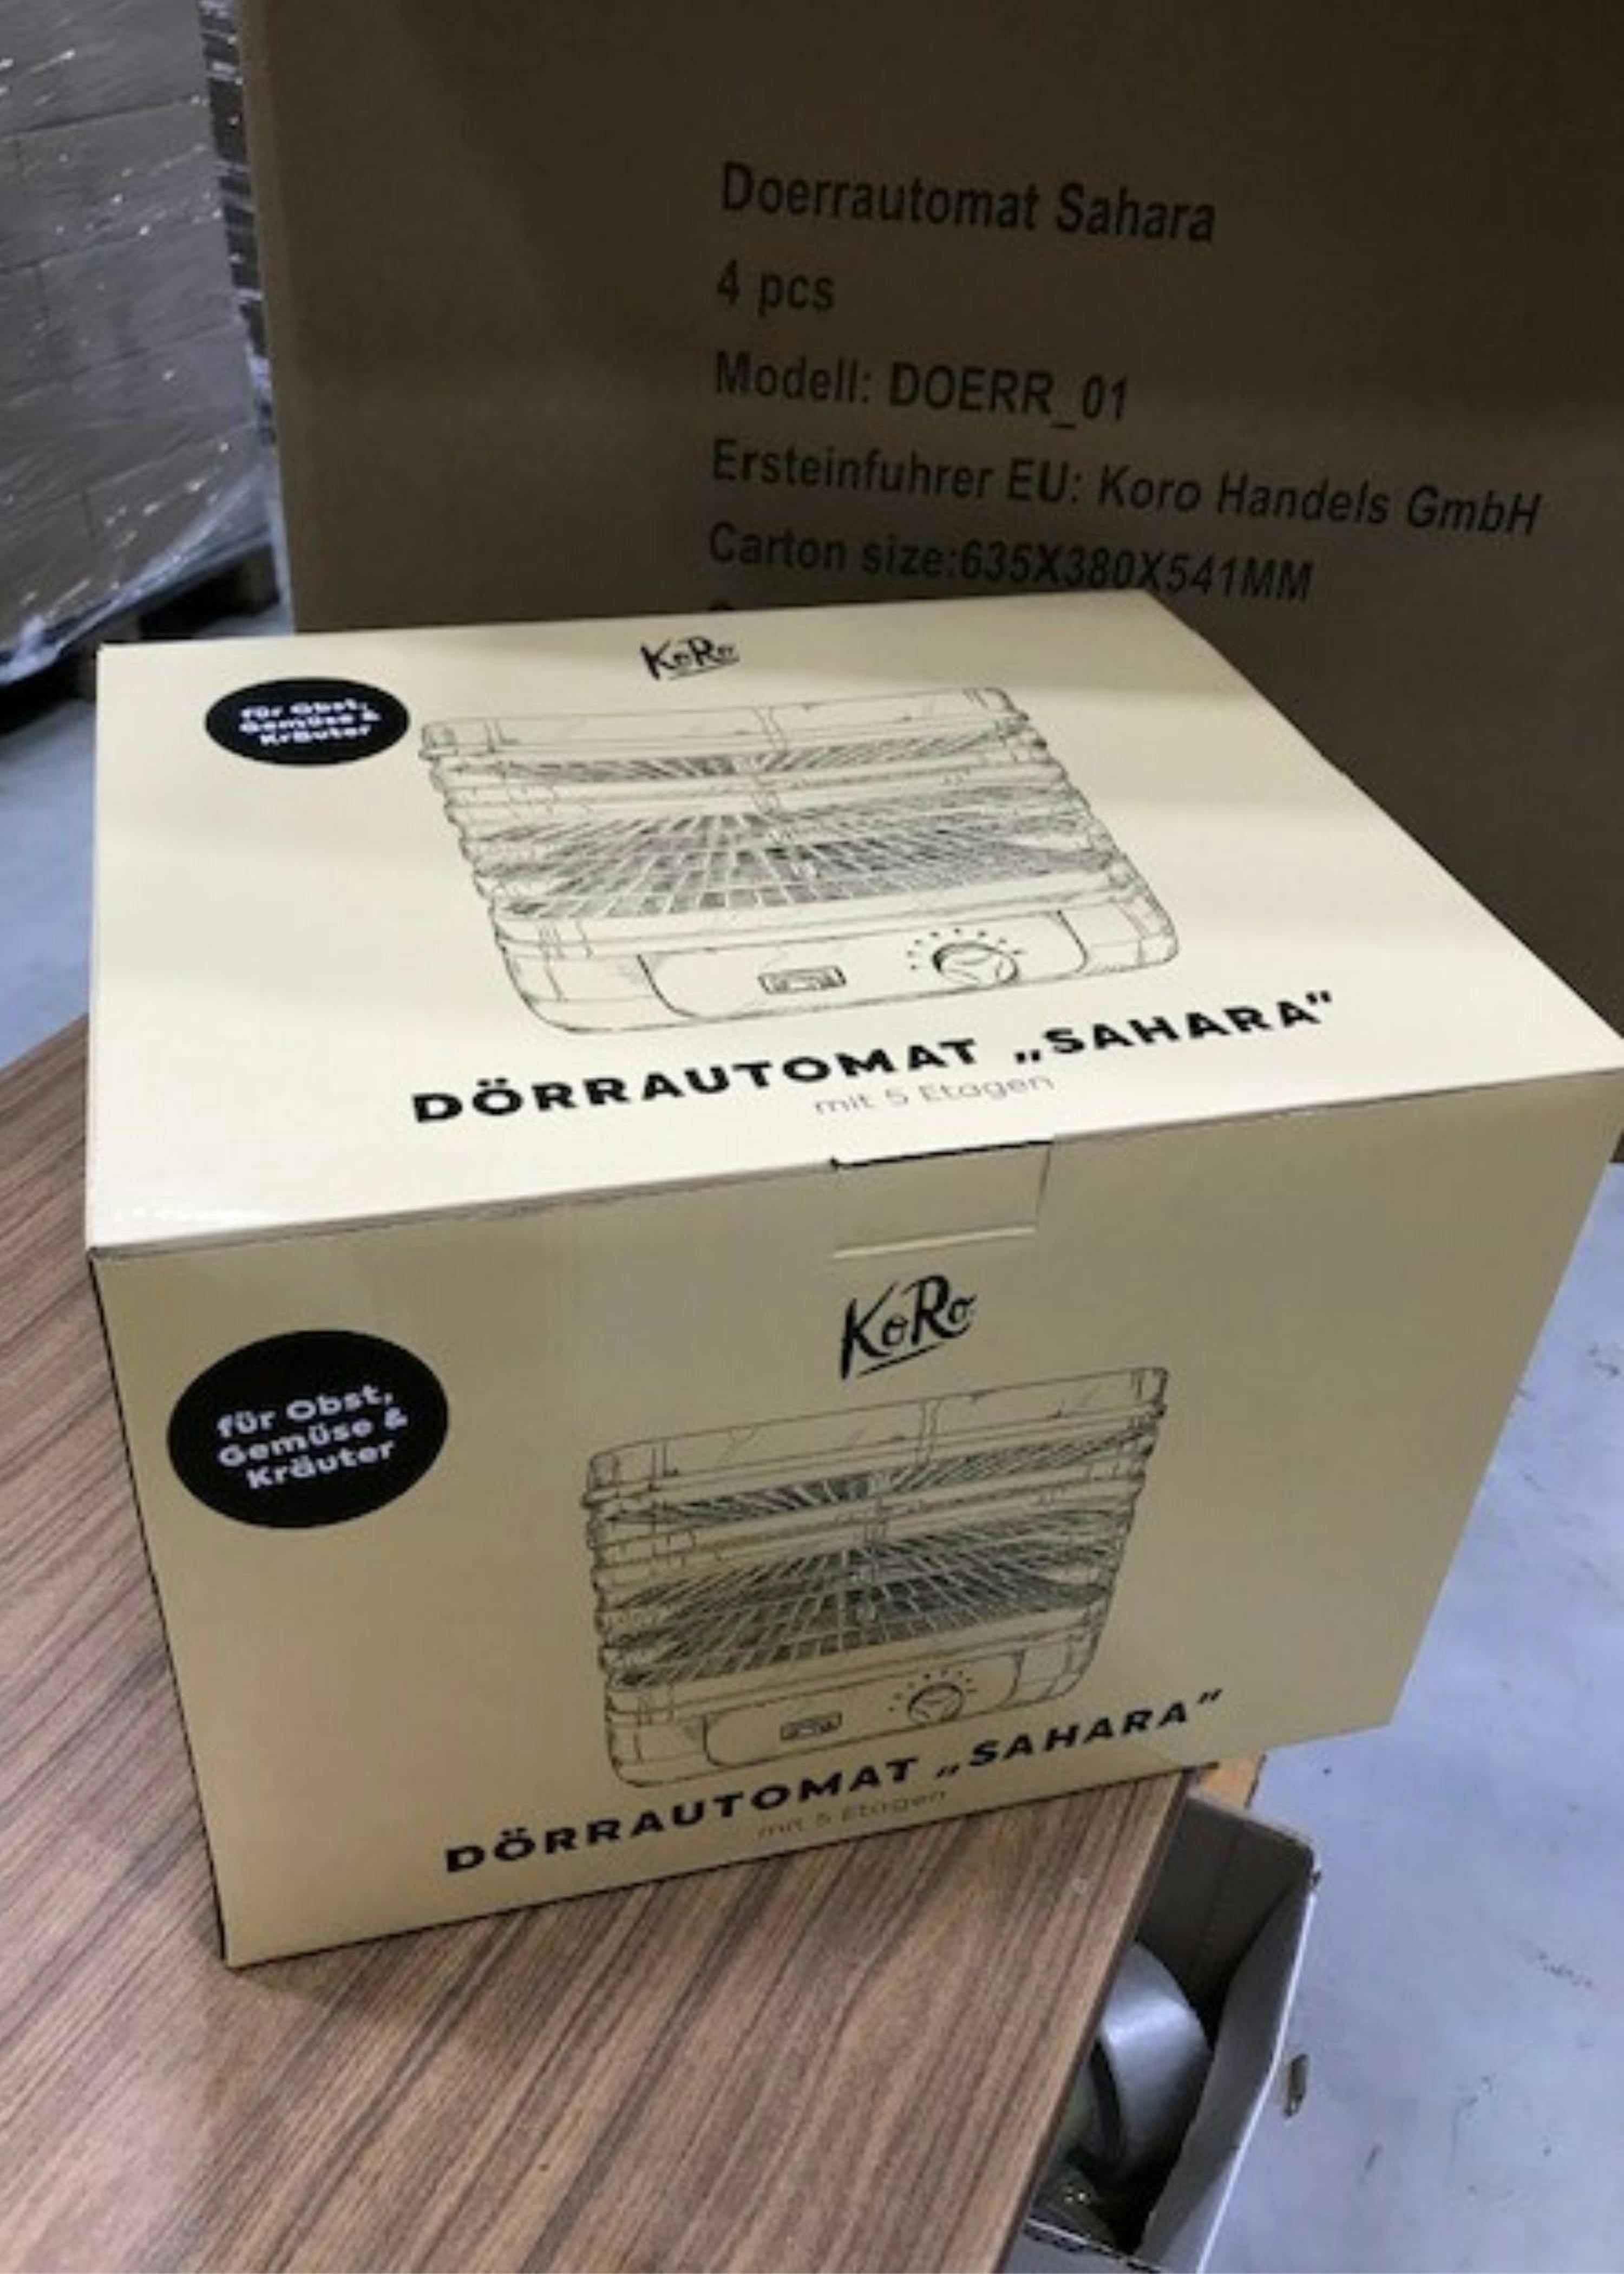 Doerrautomat Sahara
4 pcs
Modell: DOERR_01
Ersteinfuhrer EU: Koro Handels GmbH
Carton size:635X380X541MM
KoRo
für Obst,
Gemüse &
Kräuter
DÖRRAUTOMAT „SAHARA"
mit 5 Etagen
KoRo
für Obst,
Gemüse &
Kräuter
DÖRRAUTOMAT „SAHARA"
mit 5 Etagen